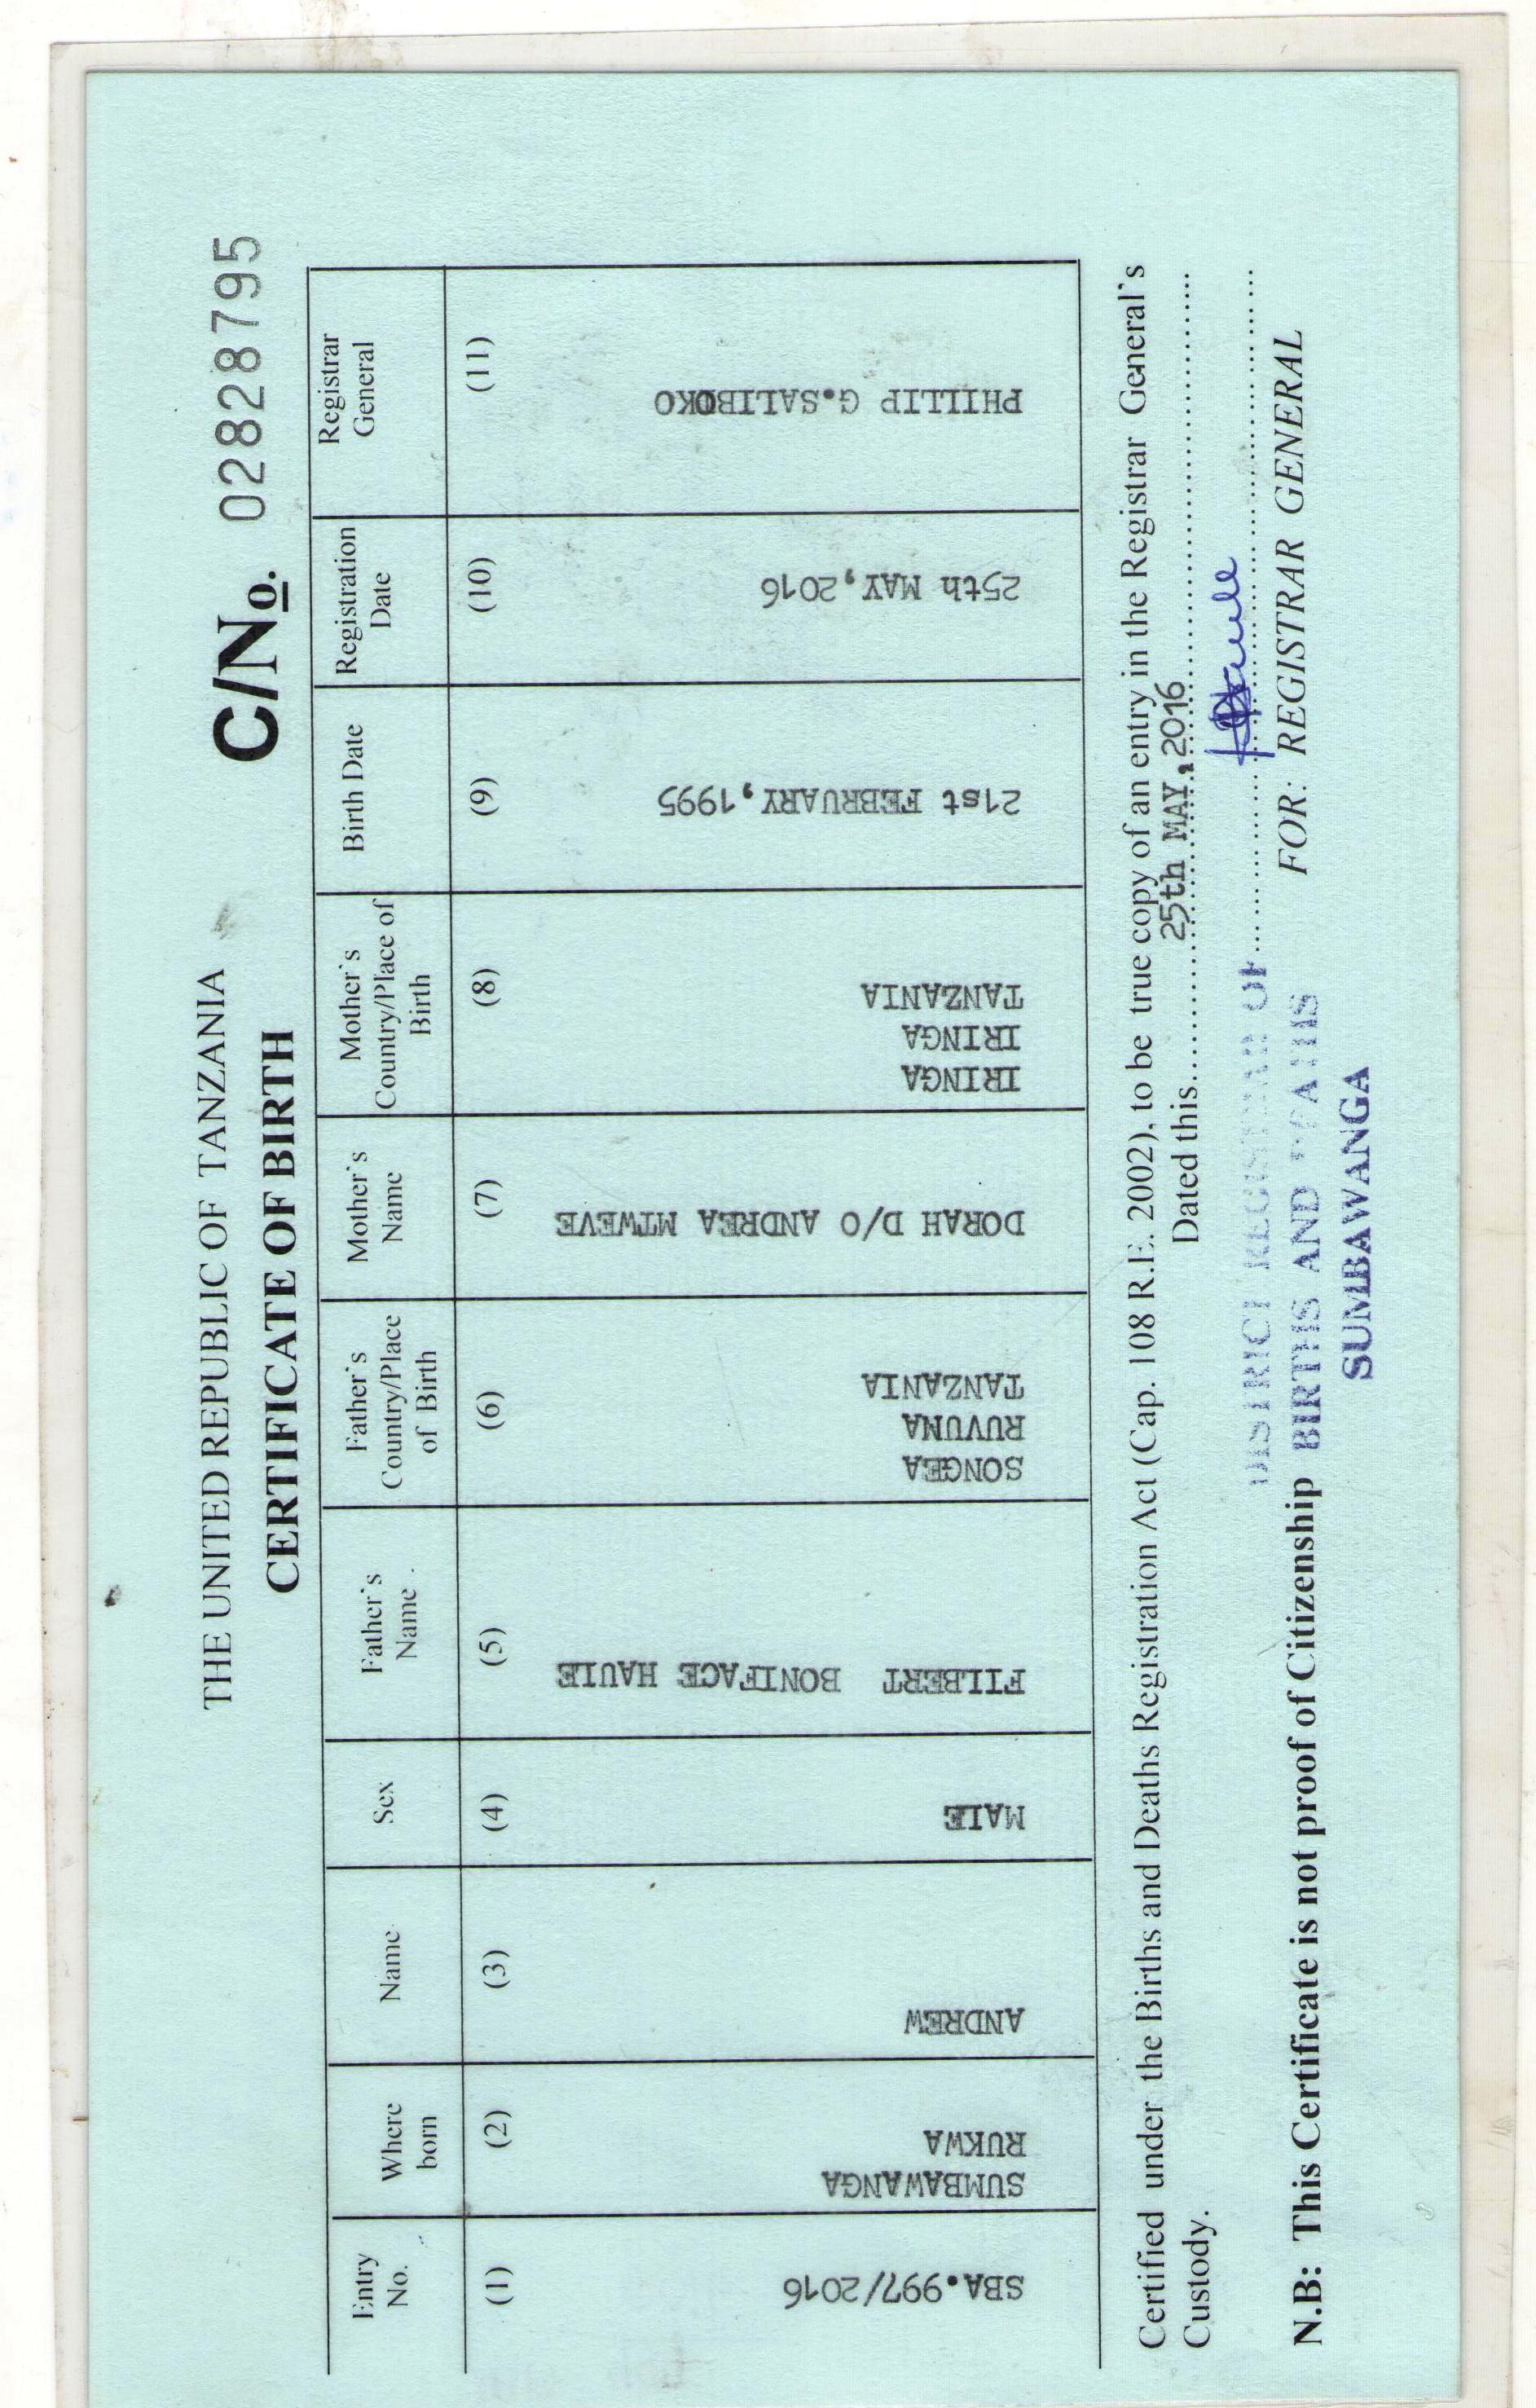 THE UNITED REPUBLIC OF TANZANIA
CERTIFICATE OF BIRTH
C/No. 02828795
Entry No.
Where born
Name
Sex
Father's Name
Father's Country/Place of Birth
Mother's Name
Mother's Country/Place of Birth
Birth Date
Registration Date
Registrar General
(1)
(2)
(3)
(4)
(5)
(6)
(7)
(8)
(9)
(10)
(11)
SBA.997/2016
SUMBAWANGA
RUKWA
ANDREW
MALE
FILBERT BONIFACE HAULE
SONGEA
RUVUMA
TANZANIA
DORAH D/O ANDREA MTWEVE
IRINGA
IRINGA
TANZANIA
21st FEBRUARY,1995
25th MAY,2016
PHILLIP G.SALIBOKO
Certified under the Births and Deaths Registration Act (Cap. 108 R.E. 2002), to be true copy of an entry in the Registrar General's
Custody.
Dated this 25th MAY,2016
DISTRICT REGISTRAR OF
BIRTHS AND DEATHS
SUMBAWANGA
FOR: REGISTRAR GENERAL
N.B: This Certificate is not proof of Citizenship